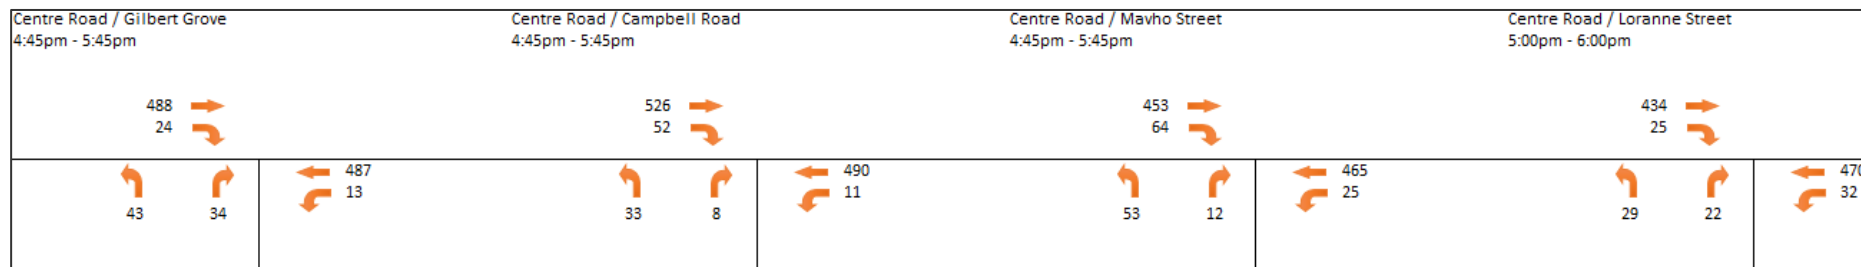 Centre Road / Gilbert Grove
4:45pm - 5:45pm
488
24
43 34
487
13
Centre Road / Campbell Road
4:45pm - 5:45pm
526
52
33 8
490
11
Centre Road / Mavho Street
4:45pm - 5:45pm
453
64
53 12
465
25
Centre Road / Loranne Street
5:00pm - 6:00pm
434
25
29 22
470
32